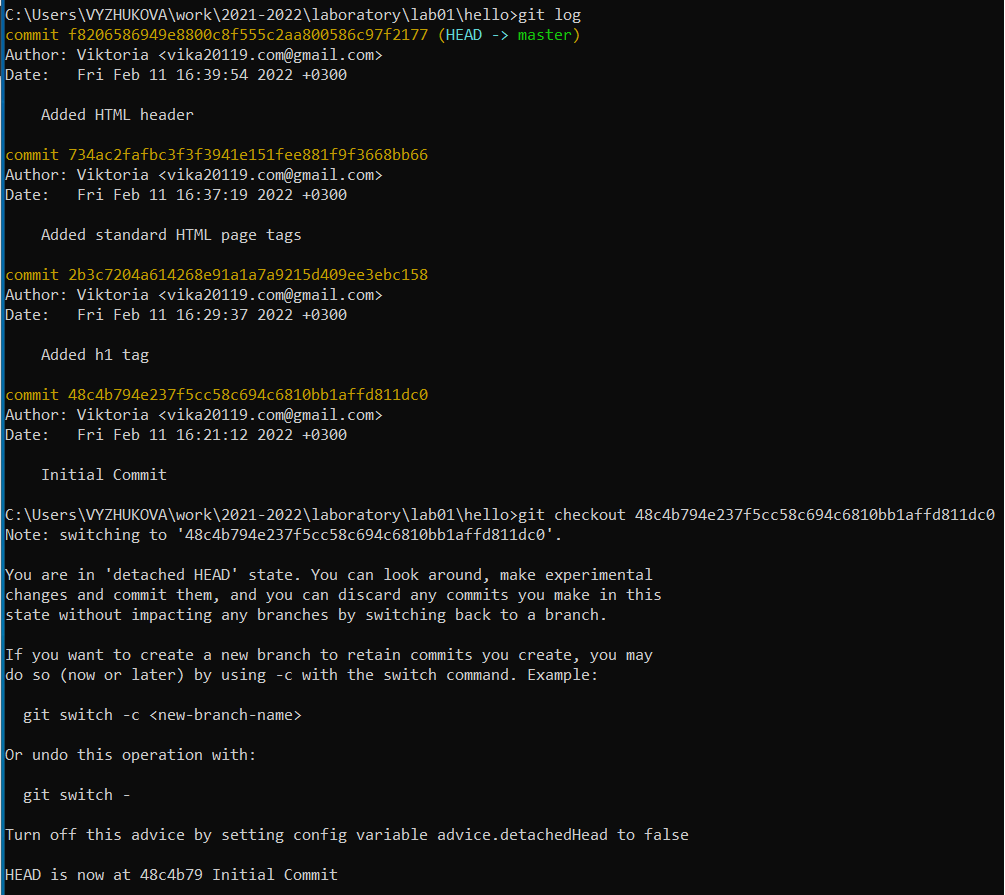 C:\Users\VYZHUKOVA\work\2021-2022\laboratory\lab01\hello>git log
commit f8206586949e8800c8f555c2aa800586c97f2177 (HEAD -> master)
Author: Viktoria <vika20119.com@gmail.com>
Date:   Fri Feb 11 16:39:54 2022 +0300

    Added HTML header

commit 734ac2fafbc3f3f3941e151fee881f9f3668bb66
Author: Viktoria <vika20119.com@gmail.com>
Date:   Fri Feb 11 16:37:19 2022 +0300

    Added standard HTML page tags

commit 2b3c7204a614268e91a1a7a9215d409ee3ebc158
Author: Viktoria <vika20119.com@gmail.com>
Date:   Fri Feb 11 16:29:37 2022 +0300

    Added h1 tag

commit 48c4b794e237f5cc58c694c6810bb1affd811dc0
Author: Viktoria <vika20119.com@gmail.com>
Date:   Fri Feb 11 16:21:12 2022 +0300

    Initial Commit

C:\Users\VYZHUKOVA\work\2021-2022\laboratory\lab01\hello>git checkout 48c4b794e237f5cc58c694c6810bb1affd811dc0
Note: switching to '48c4b794e237f5cc58c694c6810bb1affd811dc0'.

You are in 'detached HEAD' state. You can look around, make experimental
changes and commit them, and you can discard any commits you make in this
state without impacting any branches by switching back to a branch.

If you want to create a new branch to retain commits you create, you may
do so (now or later) by using -c with the switch command. Example:

  git switch -c <new-branch-name>

Or undo this operation with:

  git switch -

Turn off this advice by setting config variable advice.detachedHead to false

HEAD is now at 48c4b79 Initial Commit